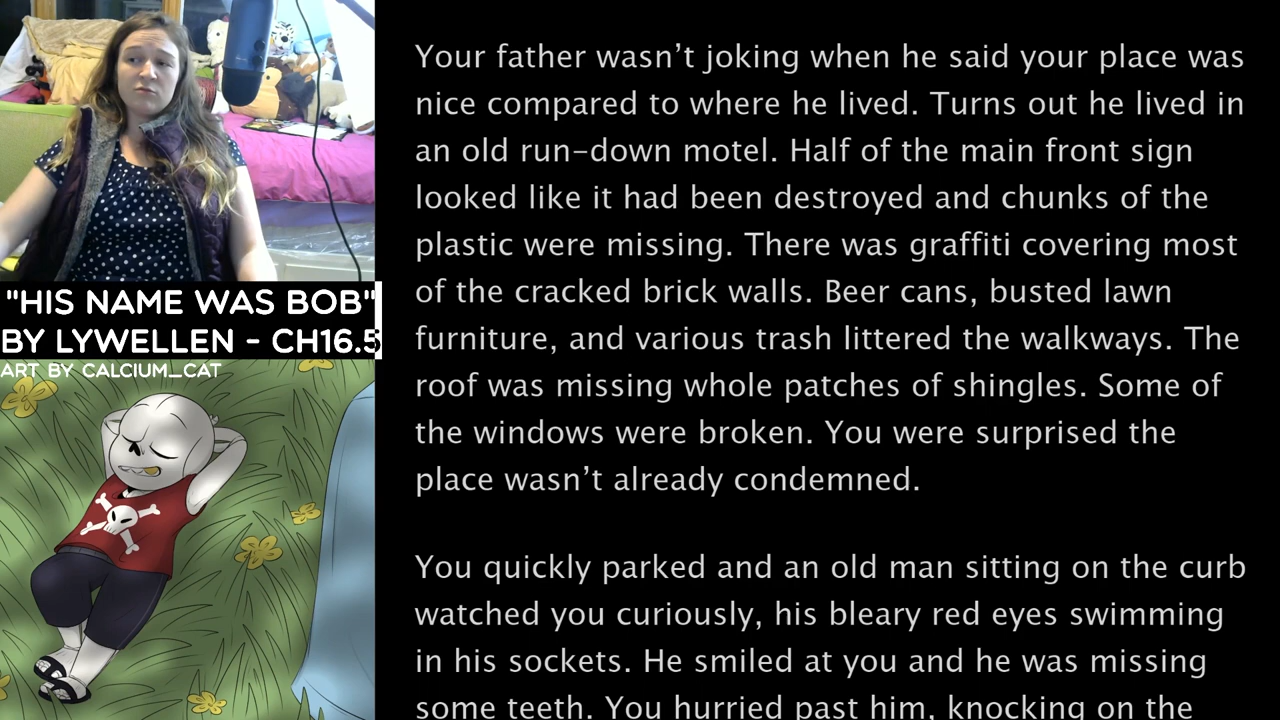 "HIS NAME WAS BOB"
BY LYWELLEN - CH16.5
ART BY CALCIUM_CAT
Your father wasn’t joking when he said your place was
nice compared to where he lived. Turns out he lived in
an old run-down motel. Half of the main front sign
looked like it had been destroyed and chunks of the
plastic were missing. There was graffiti covering most
of the cracked brick walls. Beer cans, busted lawn
furniture, and various trash littered the walkways. The
roof was missing whole patches of shingles. Some of
the windows were broken. You were surprised the
place wasn’t already condemned.
You quickly parked and an old man sitting on the curb
watched you curiously, his bleary red eyes swimming
in his sockets. He smiled at you and he was missing
some teeth. You hurried past him, knocking on the